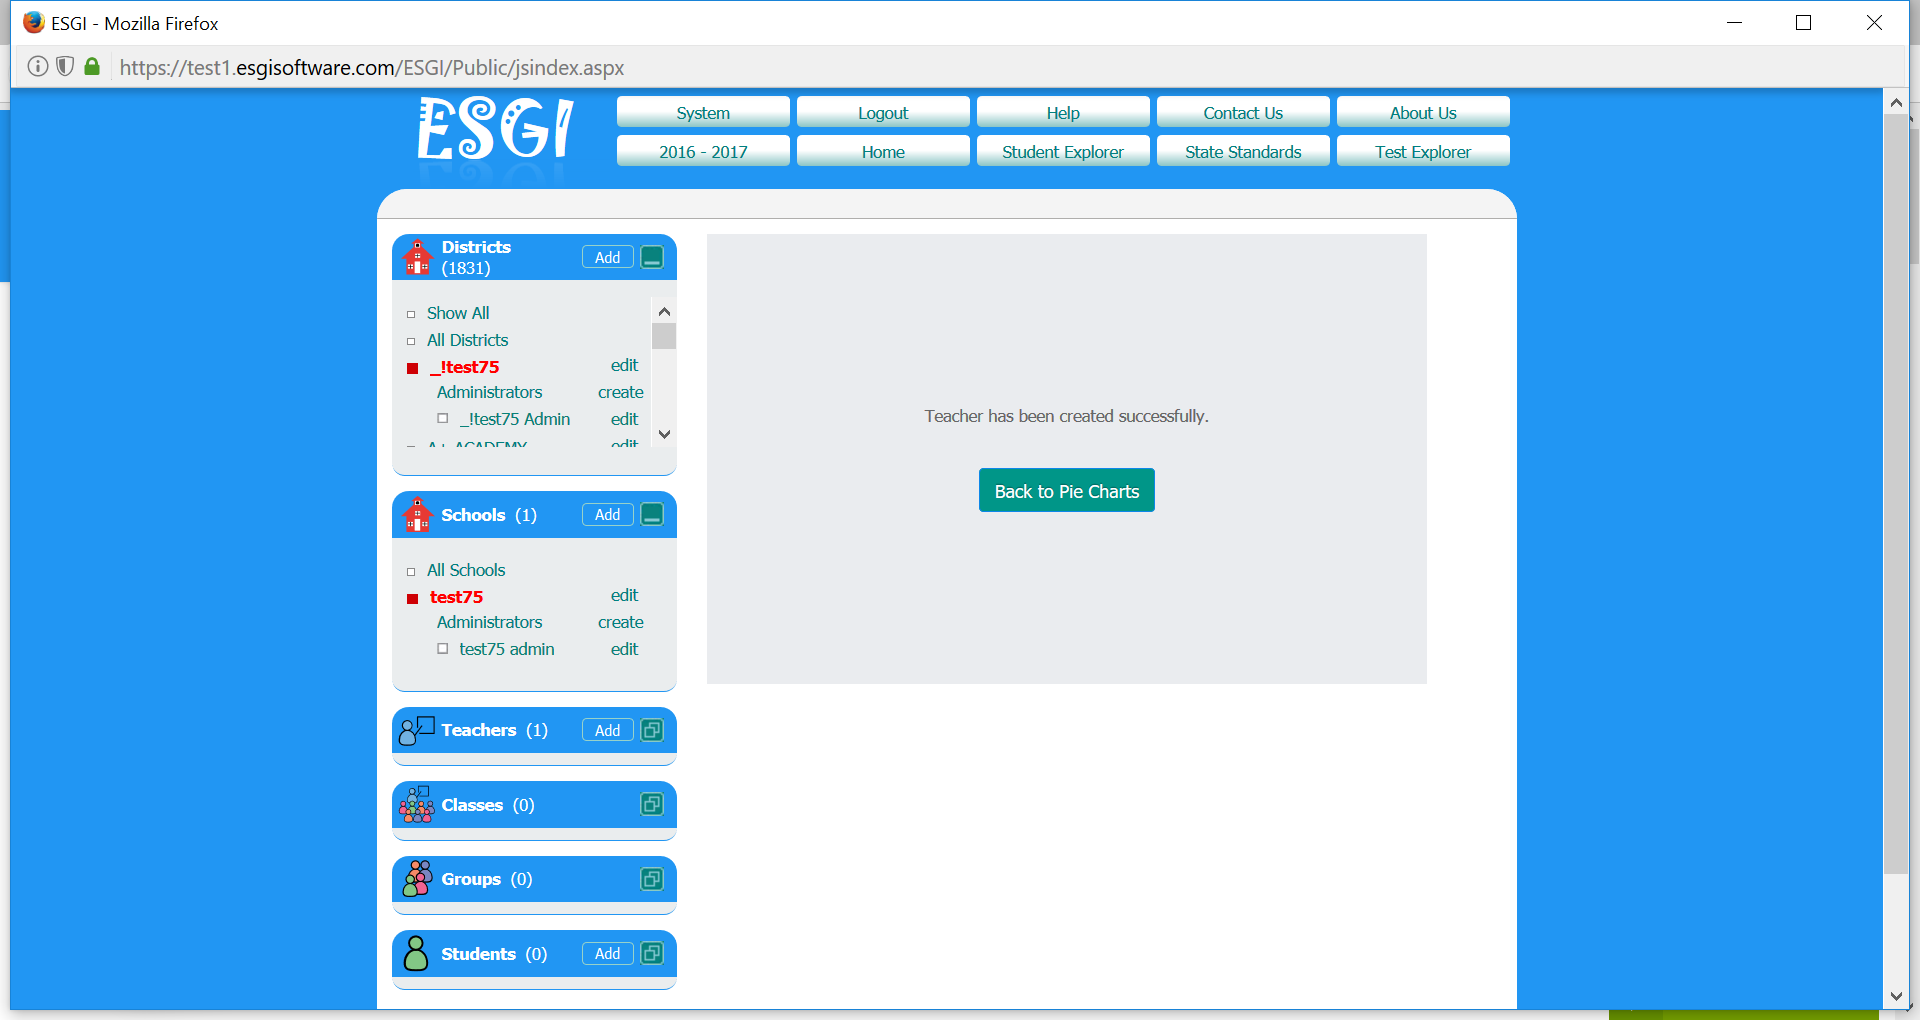 ESGI - Mozilla Firefox
https://test1.esgisoftware.com/ESGI/Public/jsindex.aspx
ESGI
System
Logout
Help
Contact Us
About Us
2016 - 2017
Home
Student Explorer
State Standards
Test Explorer
Districts
(1831)
Add
Show All
All Districts
_!test75
edit
Administrators
create
_!test75 Admin
edit
A+ ACADEMY
edit
Schools (1)
Add
All Schools
test75
edit
Administrators
create
test75 admin
edit
Teachers (1)
Add
Classes (0)
Groups (0)
Students (0)
Add
Teacher has been created successfully.
Back to Pie Charts